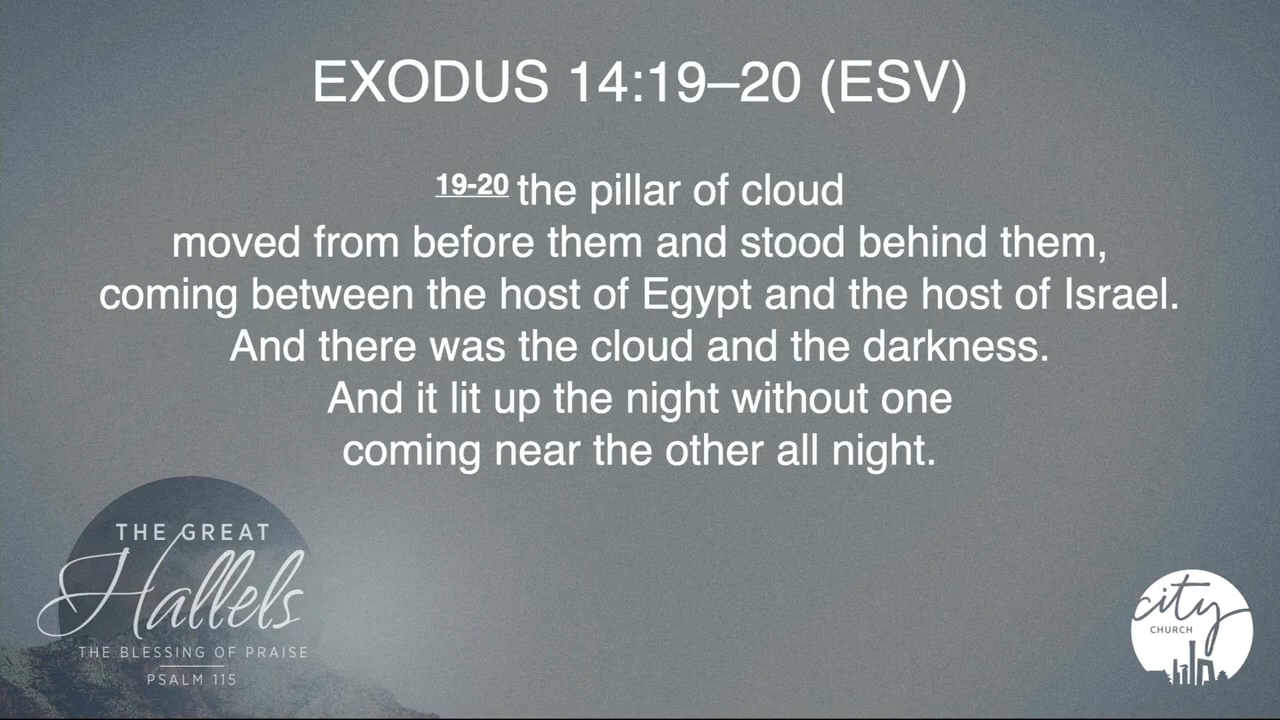 EXODUS 14:19–20 (ESV)
19-20 the pillar of cloud
moved from before them and stood behind them,
coming between the host of Egypt and the host of Israel.
And there was the cloud and the darkness.
And it lit up the night without one
coming near the other all night.
THE GREAT
Hallels
THE BLESSING OF PRAISE
PSALM 115
city
CHURCH